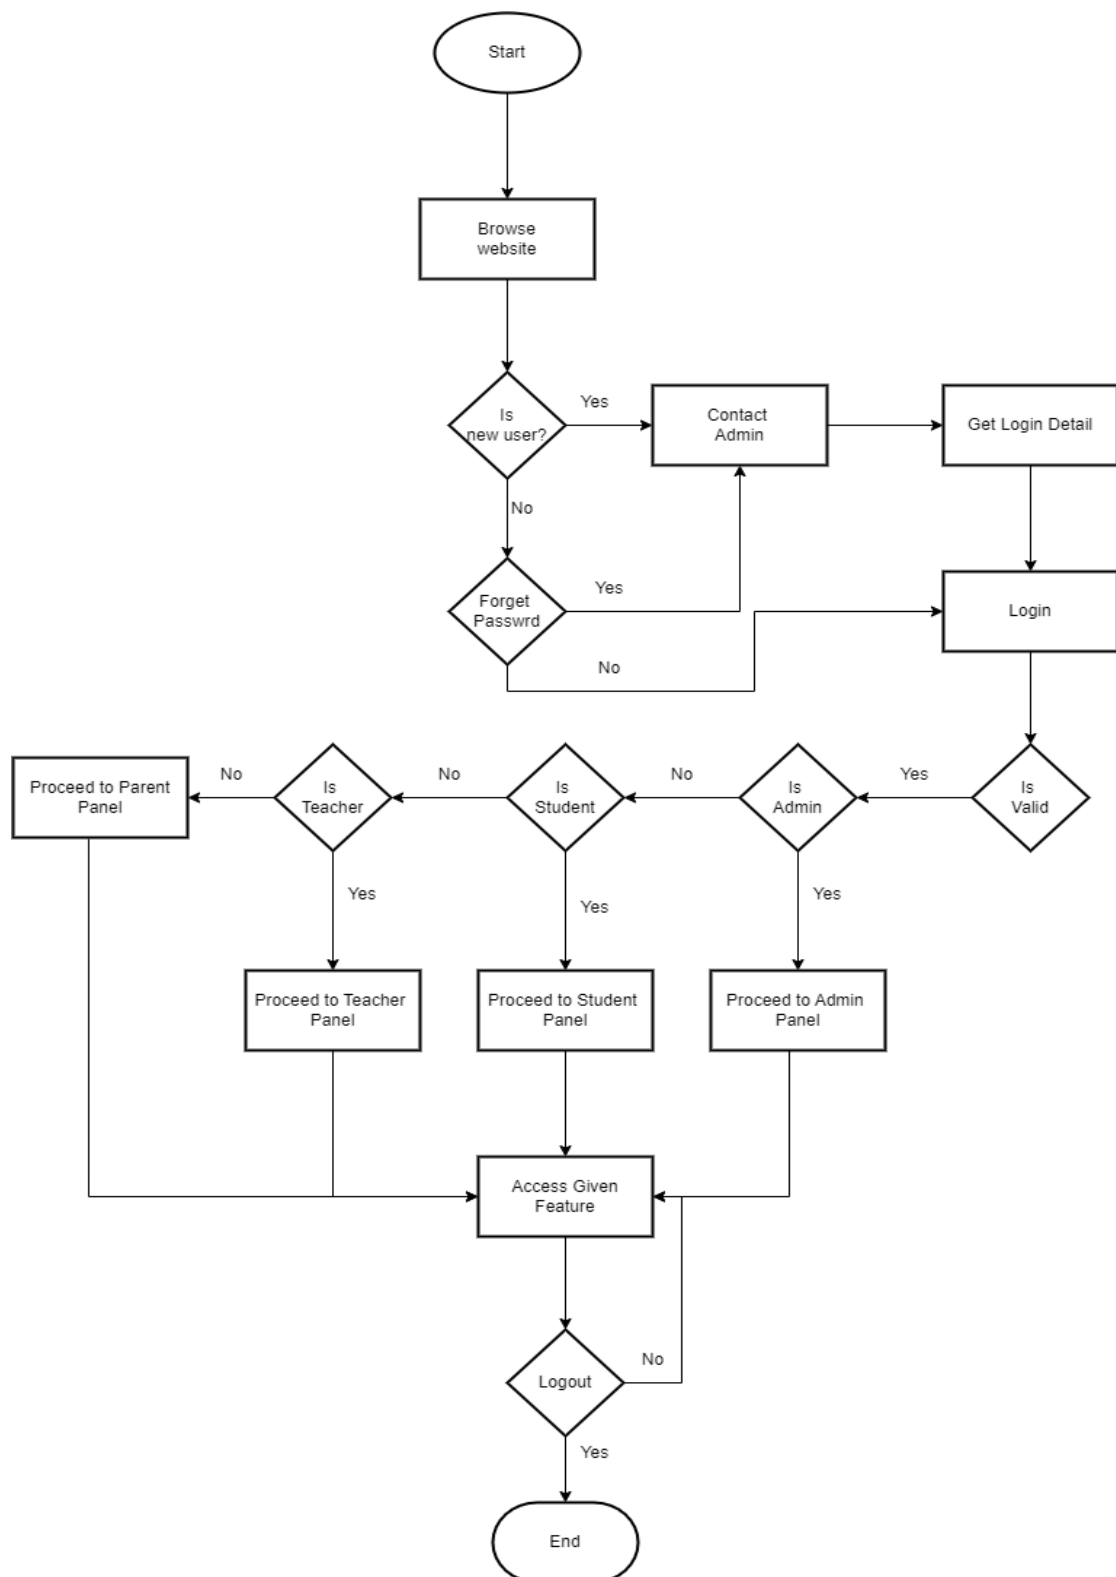 Start
Browse
website
Is
new user?
Yes
Contact
Admin
Get Login Detail
No
Forget
Passwrd
Yes
Login
No
Proceed to Parent
Panel
No
Is
Teacher
No
Is
Student
No
Is
Admin
Yes
Is
Valid
Yes
Yes
Yes
Proceed to Teacher
Panel
Proceed to Student
Panel
Proceed to Admin
Panel
Access Given
Feature
Logout
No
Yes
End